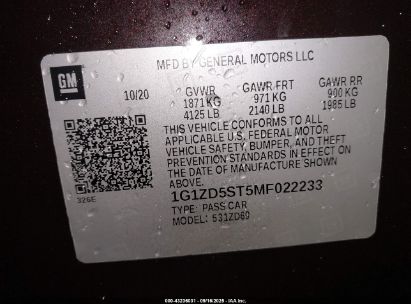 MFD BY GENERAL MOTORS LLC
GM
10/20
GVWR GAWR FRT GAWR RR
1871KG 971 KG 900 KG
4125 LB 2140 LB 1985 LB
THIS VEHICLE CONFORMS TO ALL
APPLICABLE U.S. FEDERAL MOTOR
VEHICLE SAFETY, BUMPER, AND THEFT
PREVENTION STANDARDS IN EFFECT ON
THE DATE OF MANUFACTURE SHOWN
ABOVE.
1G1ZD5ST5MF022233
TYPE: PASS CAR
MODEL: 531ZD69
326E